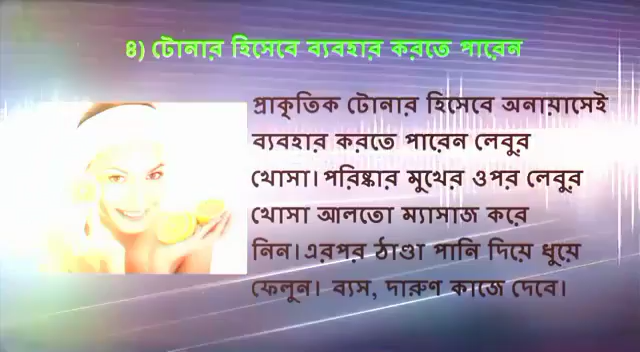 ৪) টোনার হিসেবে ব্যবহার করতে পারেন
প্রাকৃতিক টোনার হিসেবে অনায়াসেই
ব্যবহার করতে পারেন লেবুর
খোসা। পরিষ্কার মুখের ওপর লেবুর
খোসা আলতো ম্যাসাজ করে
নিন। এরপর ঠাণ্ডা পানি দিয়ে ধুয়ে
ফেলুন। ব্যস, দারুণ কাজে দেবে।